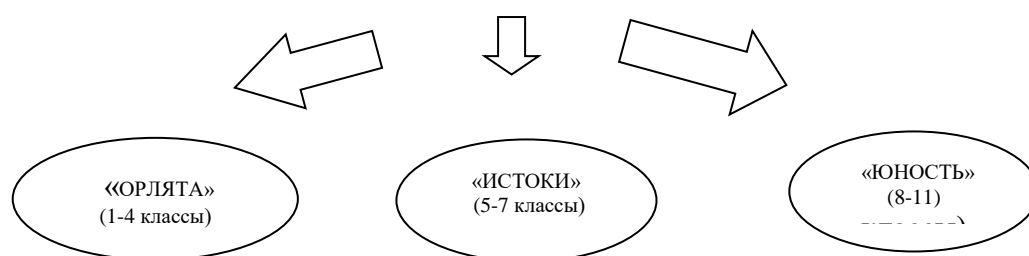 «ОРЛЯТА»
(1-4 классы)
«ИСТОКИ»
(5-7 классы)
«ЮНОСТЬ»
(8-11)